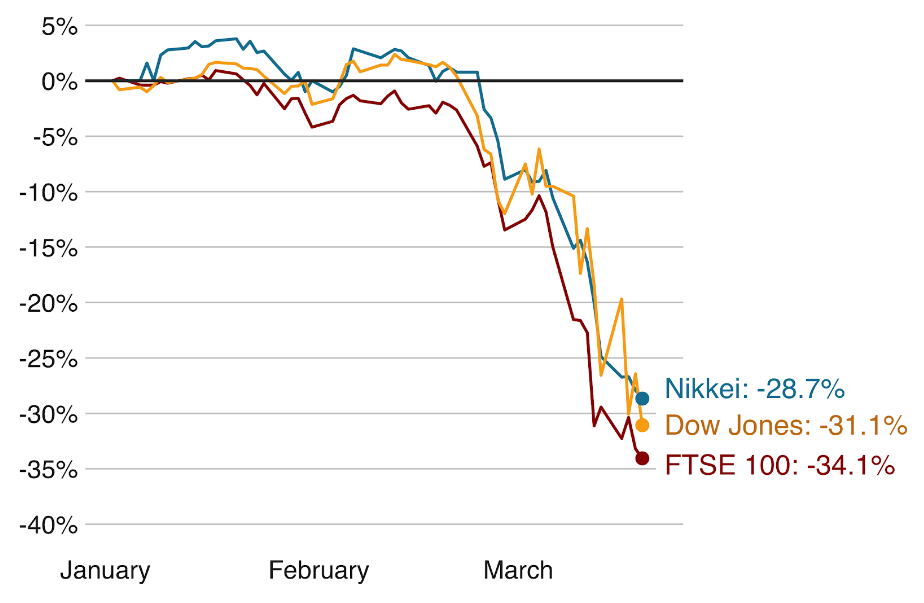 5%
0%
-5%
-10%
-15%
-20%
-25%
-30%
-35%
-40%
Nikkei: -28.7%
Dow Jones: -31.1%
FTSE 100: -34.1%
January February March